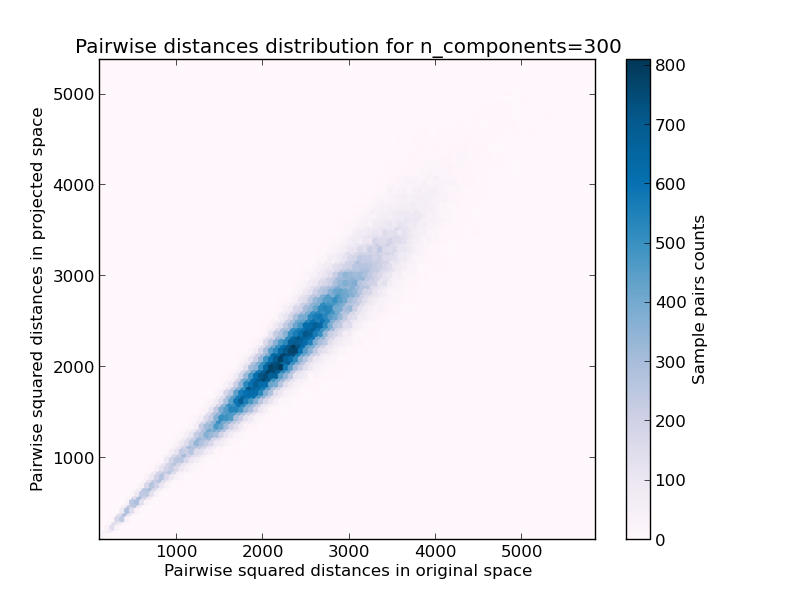 Pairwise distances distribution for n_components=300
Pairwise squared distances in projected space
5000
4000
3000
2000
1000
1000 2000 3000 4000 5000
Pairwise squared distances in original space
800
700
600
500
400
300
200
100
0
Sample pairs counts